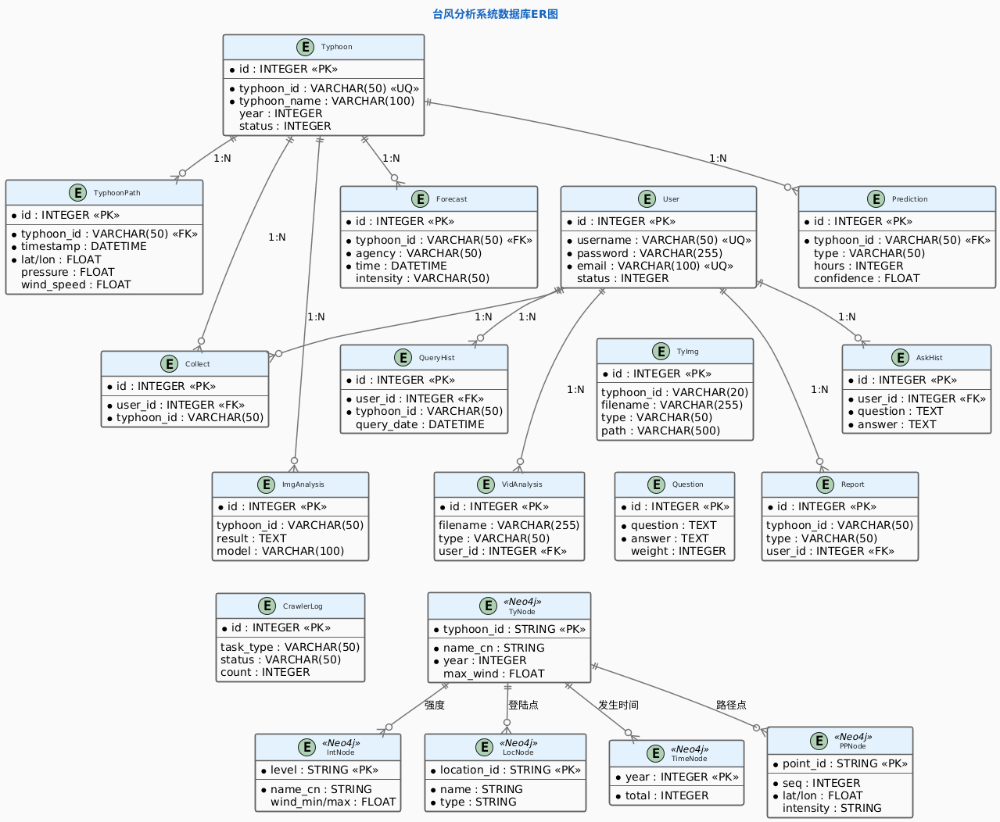 台风分析系统数据库ER图
E Typhoon
id : INTEGER «PK»
typhoon_id : VARCHAR(50) «UQ»
typhoon_name : VARCHAR(100)
year : INTEGER
status : INTEGER
1:N
1:N
1:N
E TyphoonPath
id : INTEGER «PK»
typhoon_id : VARCHAR(50) «FK»
timestamp : DATETIME
lat/lon : FLOAT
pressure : FLOAT
wind_speed : FLOAT
E Forecast
id : INTEGER «PK»
typhoon_id : VARCHAR(50) «FK»
agency : VARCHAR(50)
time : DATETIME
intensity : VARCHAR(50)
E User
id : INTEGER «PK»
username : VARCHAR(50) «UQ»
password : VARCHAR(255)
email : VARCHAR(100) «UQ»
status : INTEGER
E Prediction
id : INTEGER «PK»
typhoon_id : VARCHAR(50) «FK»
type : VARCHAR(50)
hours : INTEGER
confidence : FLOAT
1:N
1:N
1:N
1:N
1:N
E Collect
id : INTEGER «PK»
user_id : INTEGER «FK»
typhoon_id : VARCHAR(50)
E QueryHist
id : INTEGER «PK»
user_id : INTEGER «FK»
typhoon_id : VARCHAR(50)
query_date : DATETIME
E TyImg
id : INTEGER «PK»
typhoon_id : VARCHAR(20)
filename : VARCHAR(255)
type : VARCHAR(50)
path : VARCHAR(500)
E AskHist
id : INTEGER «PK»
user_id : INTEGER «FK»
question : TEXT
answer : TEXT
1:N
1:N
E ImgAnalysis
id : INTEGER «PK»
typhoon_id : VARCHAR(50)
result : TEXT
model : VARCHAR(100)
E VidAnalysis
id : INTEGER «PK»
filename : VARCHAR(255)
type : VARCHAR(50)
user_id : INTEGER «FK»
E Question
id : INTEGER «PK»
question : TEXT
answer : TEXT
weight : INTEGER
E Report
id : INTEGER «PK»
typhoon_id : VARCHAR(50)
type : VARCHAR(50)
user_id : INTEGER «FK»
E CrawlerLog
id : INTEGER «PK»
task_type : VARCHAR(50)
status : VARCHAR(50)
count : INTEGER
E «Neo4j»
TyNode
typhoon_id : STRING «PK»
name_cn : STRING
year : INTEGER
max_wind : FLOAT
强度
登陆点
发生时间
路径点
E «Neo4j»
IntNode
level : STRING «PK»
name_cn : STRING
wind_min/max : FLOAT
E «Neo4j»
LocNode
location_id : STRING «PK»
name : STRING
type : STRING
E «Neo4j»
TimeNode
year : INTEGER «PK»
total : INTEGER
E «Neo4j»
PPNode
point_id : STRING «PK»
seq : INTEGER
lat/lon : FLOAT
intensity : STRING